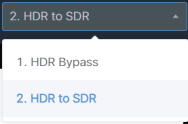 2. HDR to SDR
1. HDR Bypass
2. HDR to SDR